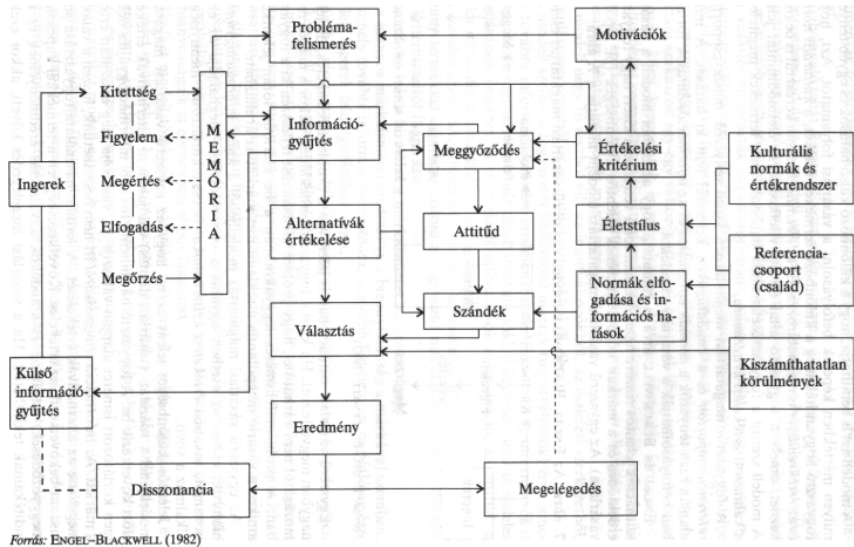 Probléma-
felismerés
Motivációk
Kitettség
Figyelem
Megértés
Elfogadás
Megőrzés
Ingerek
MEMÓRIA
Információ-
gyűjtés
Meggyőződés
Értékelési
kritérium
Kulturális
normák és
értékrendszer
Alternatívák
értékelése
Attitűd
Életstílus
Referencia-
csoport
(család)
Normák elfo-
gadása és in-
formációs ha-
tások
Szándék
Választás
Kiszámíthatatlan
körülmények
Külső
információ-
gyűjtés
Eredmény
Disszonancia
Megelégedés
Forrás: ENGEL–BLACKWELL (1982)